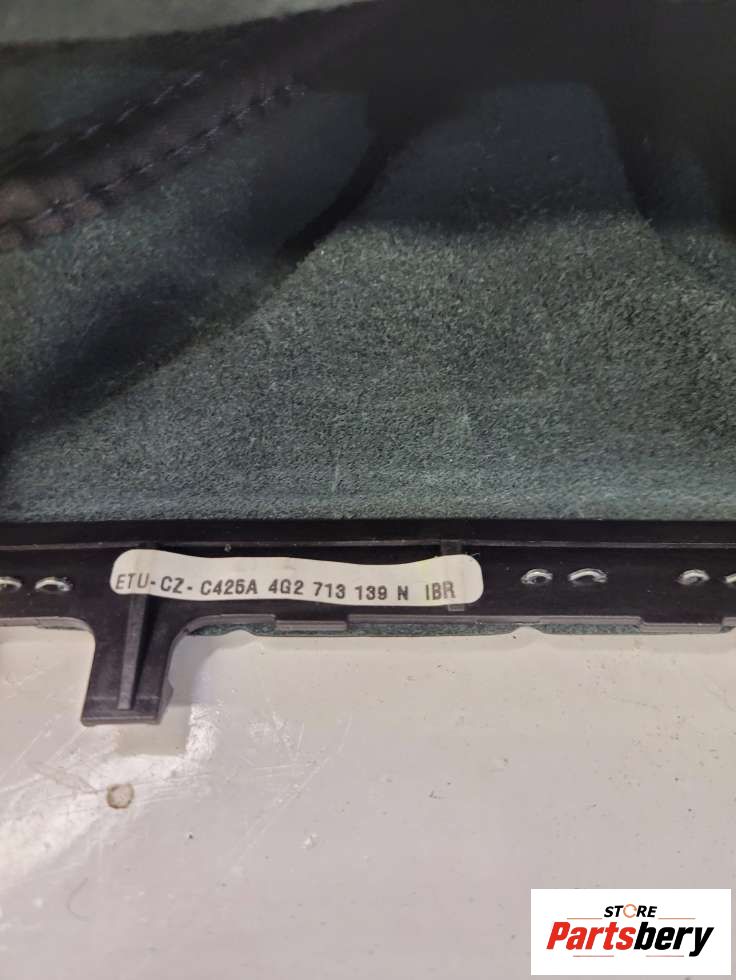 ETU-CZ-C425A 4G2 713 139 N IBR
STORE
Partsbery